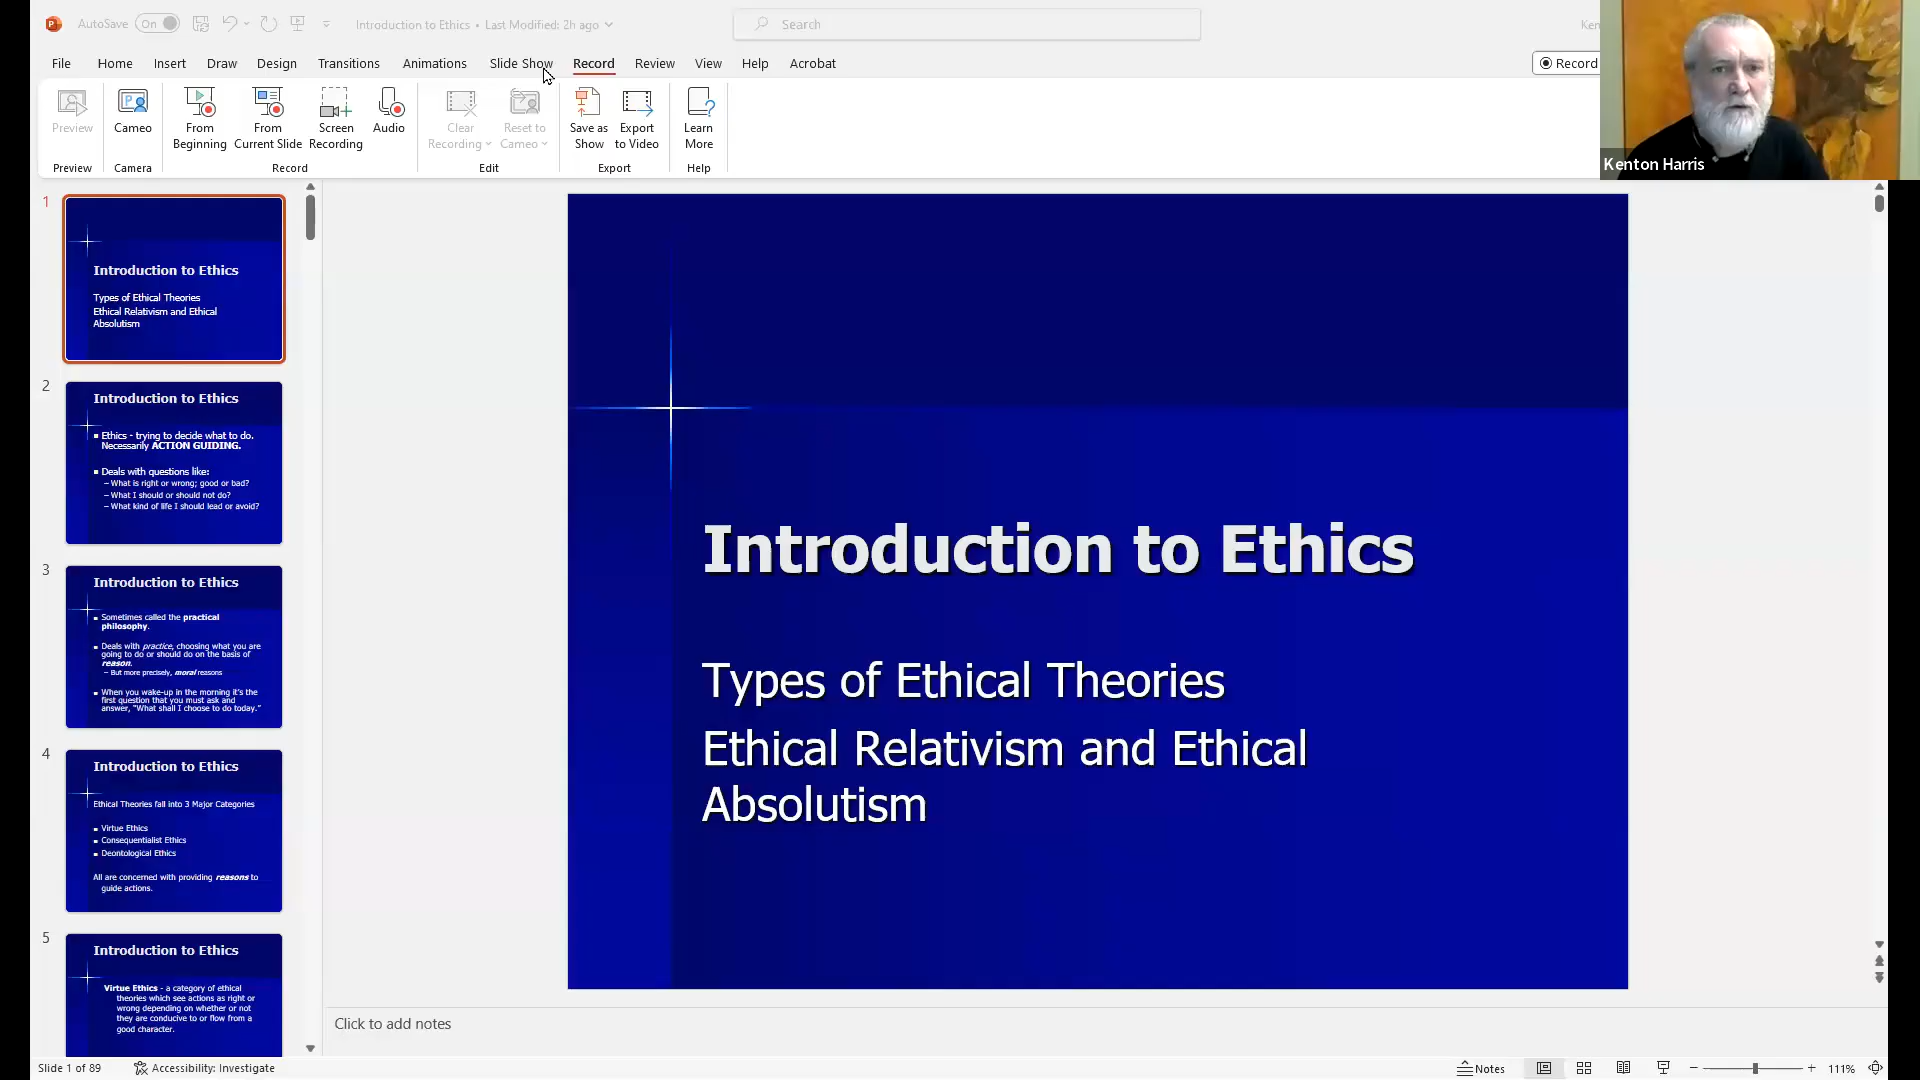 AutoSave On Introduction to Ethics • Last Modified: 2h ago Search Ken
File Home Insert Draw Design Transitions Animations Slide Show Record Review View Help Acrobat Record
Preview Cameo From Beginning From Current Slide Screen Recording Audio Clear Recording Reset to Cameo Save as Show Export to Video Learn More
Preview Camera Record Edit Export Help
Kenton Harris
1
Introduction to Ethics
Types of Ethical Theories
Ethical Relativism and Ethical
Absolutism
2
Introduction to Ethics
Ethics - trying to decide what to do.
Necessarily ACTION GUIDING.
Deals with questions like:
– What is right or wrong; good or bad?
– What I should or should not do?
– What kind of life I should lead or avoid?
3
Introduction to Ethics
Sometimes called the practical
philosophy.
Deals with practice, choosing what you are
going to do or should do on the basis of
reason.
– But more precisely, moral reasons
When you wake-up in the morning it's the
first question that you must ask and
answer, "What shall I choose to do today."
4
Introduction to Ethics
Ethical Theories fall into 3 Major Categories
Virtue Ethics
Consequentialist Ethics
Deontological Ethics
All are concerned with providing reasons to
guide actions.
5
Introduction to Ethics
Virtue Ethics - a category of ethical
theories which see actions as right or
wrong depending on whether or not
they are conducive to or flow from a
good character.
Introduction to Ethics
Types of Ethical Theories
Ethical Relativism and Ethical
Absolutism
Click to add notes
Slide 1 of 89 Accessibility: Investigate Notes 111%